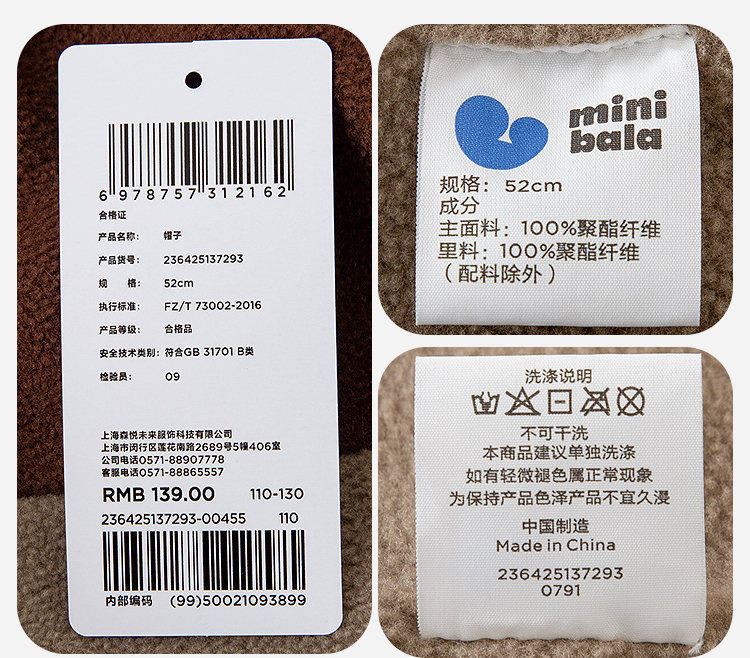 6 978757 312162
合格证
产品名称： 帽子
产品货号： 236425137293
规 格： 52cm
执行标准： FZ/T 73002-2016
产品等级： 合格品
安全技术类别：符合GB 31701 B类
检验员： 09
上海森悦未来服饰科技有限公司
上海市闵行区莲花南路2689号5幢406室
公司电话0571-88907778
客服电话0571-88865557
RMB 139.00 110-130
236425137293-00455 110
内部编码 (99)50021093899
mini
bala
规格：52cm
成分
主面料：100%聚酯纤维
里料：100%聚酯纤维
（配料除外）
洗涤说明
不可干洗
本商品建议单独洗涤
如有轻微褪色属正常现象
为保持产品色泽产品不宜久漫
中国制造
Made in China
236425137293
0791